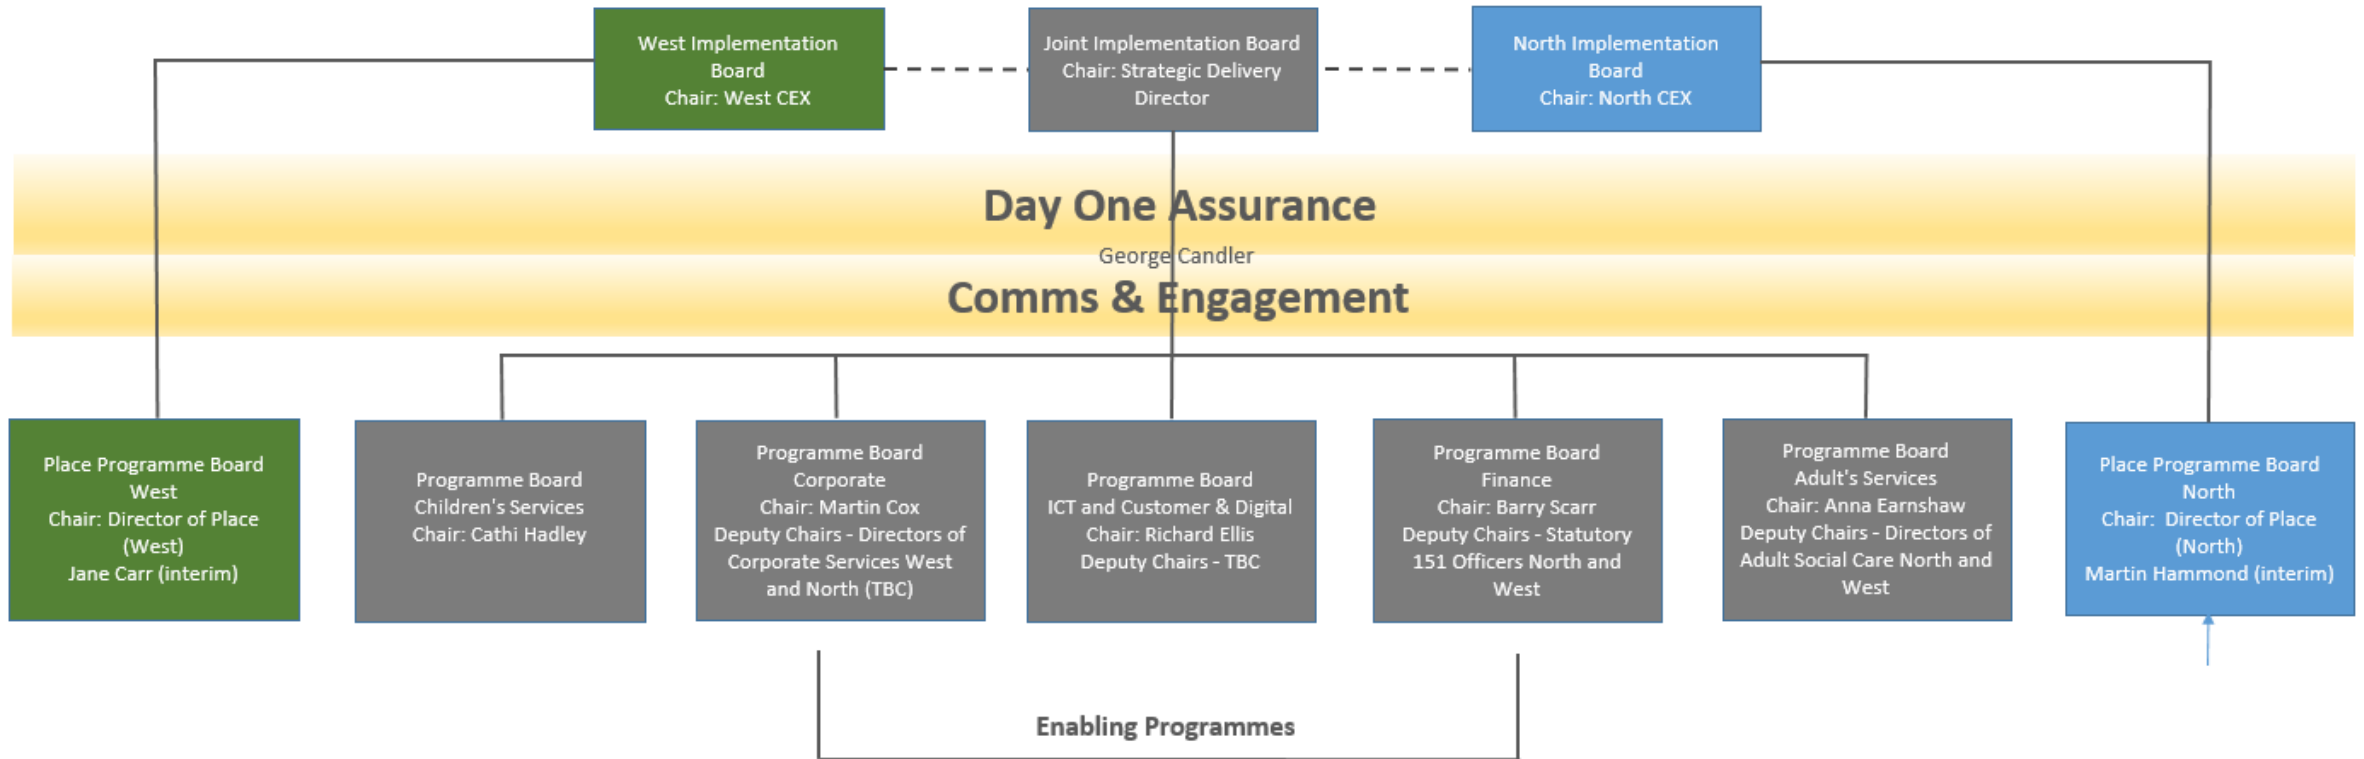 West Implementation
Board
Chair: West CEX
Joint Implementation Board
Chair: Strategic Delivery
Director
North Implementation
Board
Chair: North CEX
Day One Assurance
George Candler
Comms & Engagement
Place Programme Board
West
Chair: Director of Place
(West)
Jane Carr (interim)
Programme Board
Children's Services
Chair: Cathi Hadley
Programme Board
Corporate
Chair: Martin Cox
Deputy Chairs - Directors of
Corporate Services West
and North (TBC)
Programme Board
ICT and Customer & Digital
Chair: Richard Ellis
Deputy Chairs - TBC
Programme Board
Finance
Chair: Barry Scarr
Deputy Chairs - Statutory
151 Officers North and
West
Programme Board
Adult's Services
Chair: Anna Earnshaw
Deputy Chairs - Directors of
Adult Social Care North and
West
Place Programme Board
North
Chair: Director of Place
(North)
Martin Hammond (interim)
Enabling Programmes